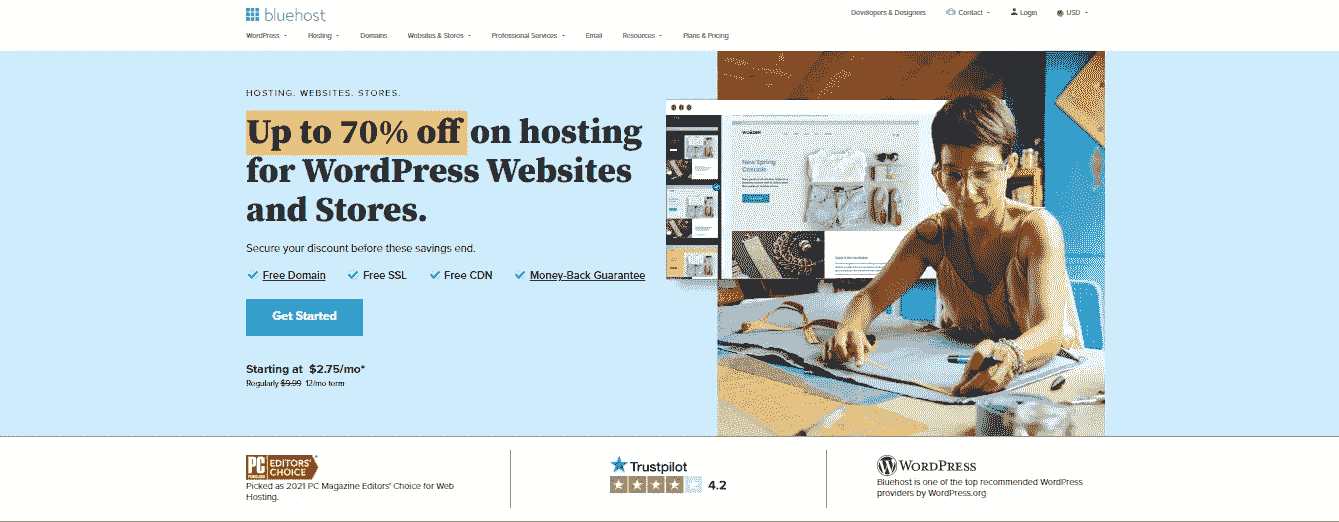 bluehost
Developers & Designers
Contact
Login
USD
WordPress
Hosting
Domains
Websites & Stores
Professional Services
Email
Resources
Plans & Pricing
HOSTING. WEBSITES. STORES.
Up to 70% off on hosting
for WordPress Websites
and Stores.
Secure your discount before these savings end.
Free Domain
Free SSL
Free CDN
Money-Back Guarantee
Get Started
Starting at $2.75/mo*
Regularly $9.99 12/mo term
New Spring
Casuals
PC EDITORS'
CHOICE
Picked as 2021 PC Magazine Editors' Choice for Web
Hosting.
Trustpilot
4.2
WORDPRESS
Bluehost is one of the top recommended WordPress
providers by WordPress.org